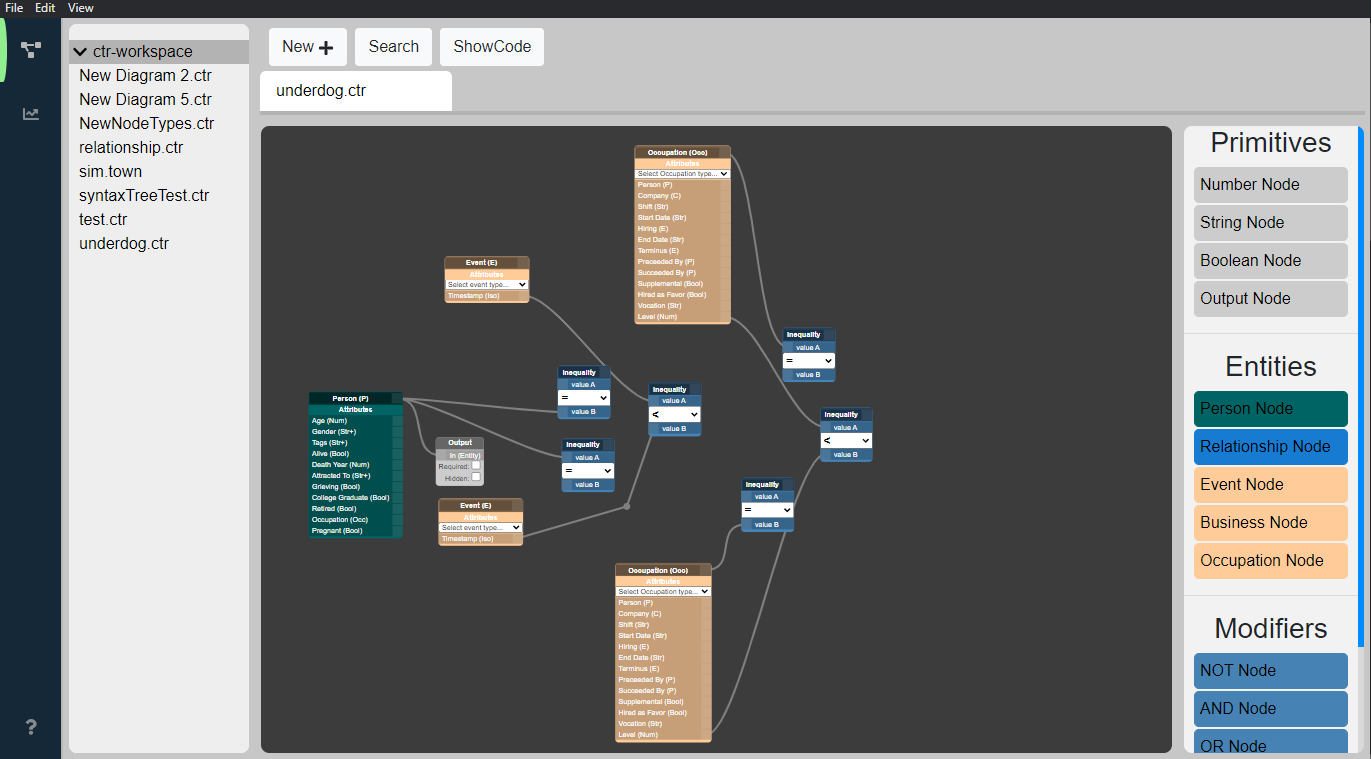 File Edit View
ctr-workspace
New Diagram 2.ctr
New Diagram 5.ctr
NewNodeTypes.ctr
relationship.ctr
sim.town
syntaxTreeTest.ctr
test.ctr
underdog.ctr
?
New Search ShowCode
underdog.ctr
Occupation (Occ)
Attributes
Select Occupation type...
Person (P)
Company (C)
Shift (Str)
Start Date (Str)
Hiring (E)
End Date (Str)
Terminus (E)
Preceeded By (P)
Succeeded By (P)
Supplemental (Bool)
Hired as Favor (Bool)
Vocation (Str)
Level (Num)
Event (E)
Attributes
Select event type...
Timestamp (Iso)
Inequality
value A
=
value B
Inequality
value A
=
value B
Inequality
value A
<
value B
Person (P)
Attributes
Age (Num)
Gender (Str+)
Tags (Str+)
Alive (Bool)
Death Year (Num)
Attracted To (Str+)
Grieving (Bool)
College Graduate (Bool)
Retired (Bool)
Occupation (Occ)
Pregnant (Bool)
Output
In (Entity)
Required:
Hidden:
Inequality
value A
=
value B
Inequality
value A
<
value B
Event (E)
Attributes
Select event type...
Timestamp (Iso)
Inequality
value A
=
value B
Occupation (Occ)
Attributes
Select Occupation type...
Person (P)
Company (C)
Shift (Str)
Start Date (Str)
Hiring (E)
End Date (Str)
Terminus (E)
Preceeded By (P)
Succeeded By (P)
Supplemental (Bool)
Hired as Favor (Bool)
Vocation (Str)
Level (Num)
Primitives
Number Node
String Node
Boolean Node
Output Node
Entities
Person Node
Relationship Node
Event Node
Business Node
Occupation Node
Modifiers
NOT Node
AND Node
OR Node